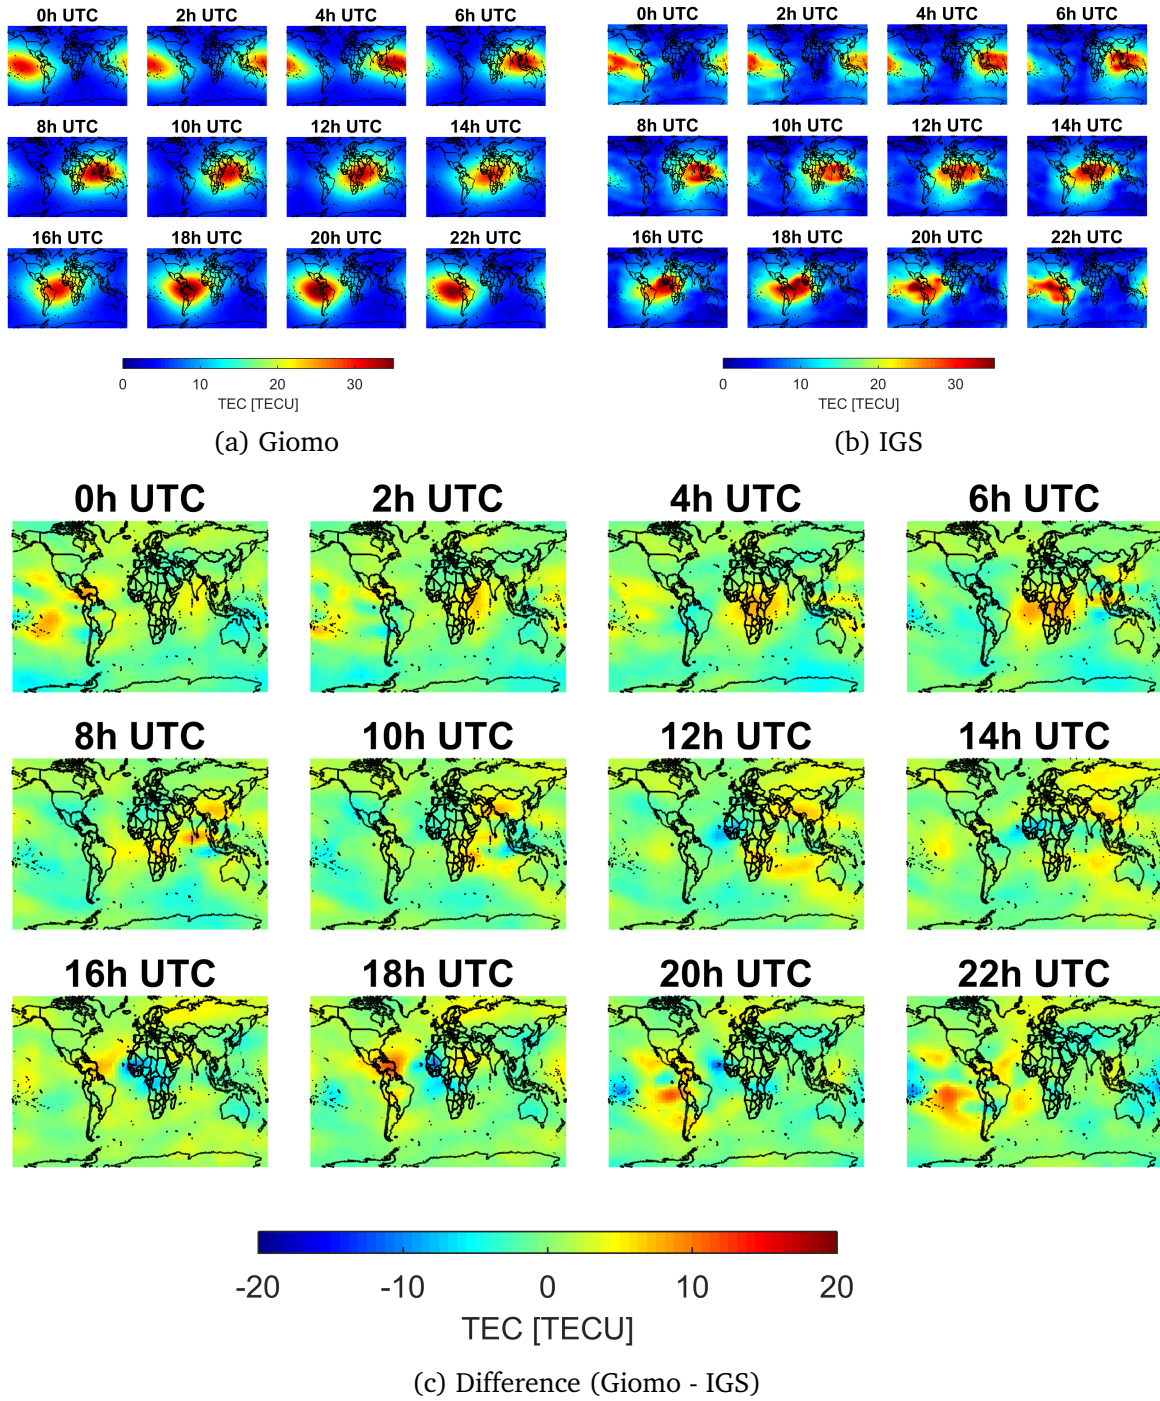 0h UTC 2h UTC 4h UTC 6h UTC
8h UTC 10h UTC 12h UTC 14h UTC
16h UTC 18h UTC 20h UTC 22h UTC
0 10 20 30
TEC [TECU]
(a) Giomo
0h UTC 2h UTC 4h UTC 6h UTC
8h UTC 10h UTC 12h UTC 14h UTC
16h UTC 18h UTC 20h UTC 22h UTC
0 10 20 30
TEC [TECU]
(b) IGS
0h UTC 2h UTC 4h UTC 6h UTC
8h UTC 10h UTC 12h UTC 14h UTC
16h UTC 18h UTC 20h UTC 22h UTC
-20 -10 0 10 20
TEC [TECU]
(c) Difference (Giomo - IGS)